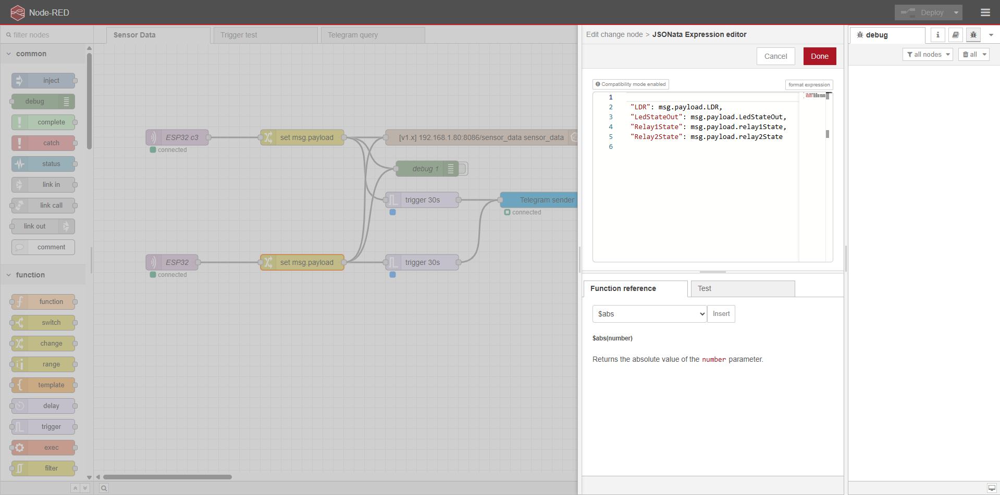 Node-RED
Deploy
filter nodes
Sensor Data
Trigger test
Telegram query
Edit change node > JSONata Expression editor
debug
i
common
Cancel
Done
all nodes
all
inject
debug
complete
catch
status
link in
link call
link out
comment
function
function
switch
change
range
template
delay
trigger
exec
filter
ESP32 c3
connected
set msg.payload
[v1.x] 192.168.1.80:8086/sensor_data sensor_data
debug 1
trigger 30s
Telegram sender
connected
ESP32
connected
set msg.payload
trigger 30s
Compatibility mode enabled
format expression
1
2 "LDR": msg.payload.LDR,
3 "LedStateOut": msg.payload.LedStateOut,
4 "Relay1State": msg.payload.relay1State,
5 "Relay2State": msg.payload.relay2State
6
Function reference
Test
$abs
Insert
$abs(number)
Returns the absolute value of the number parameter.